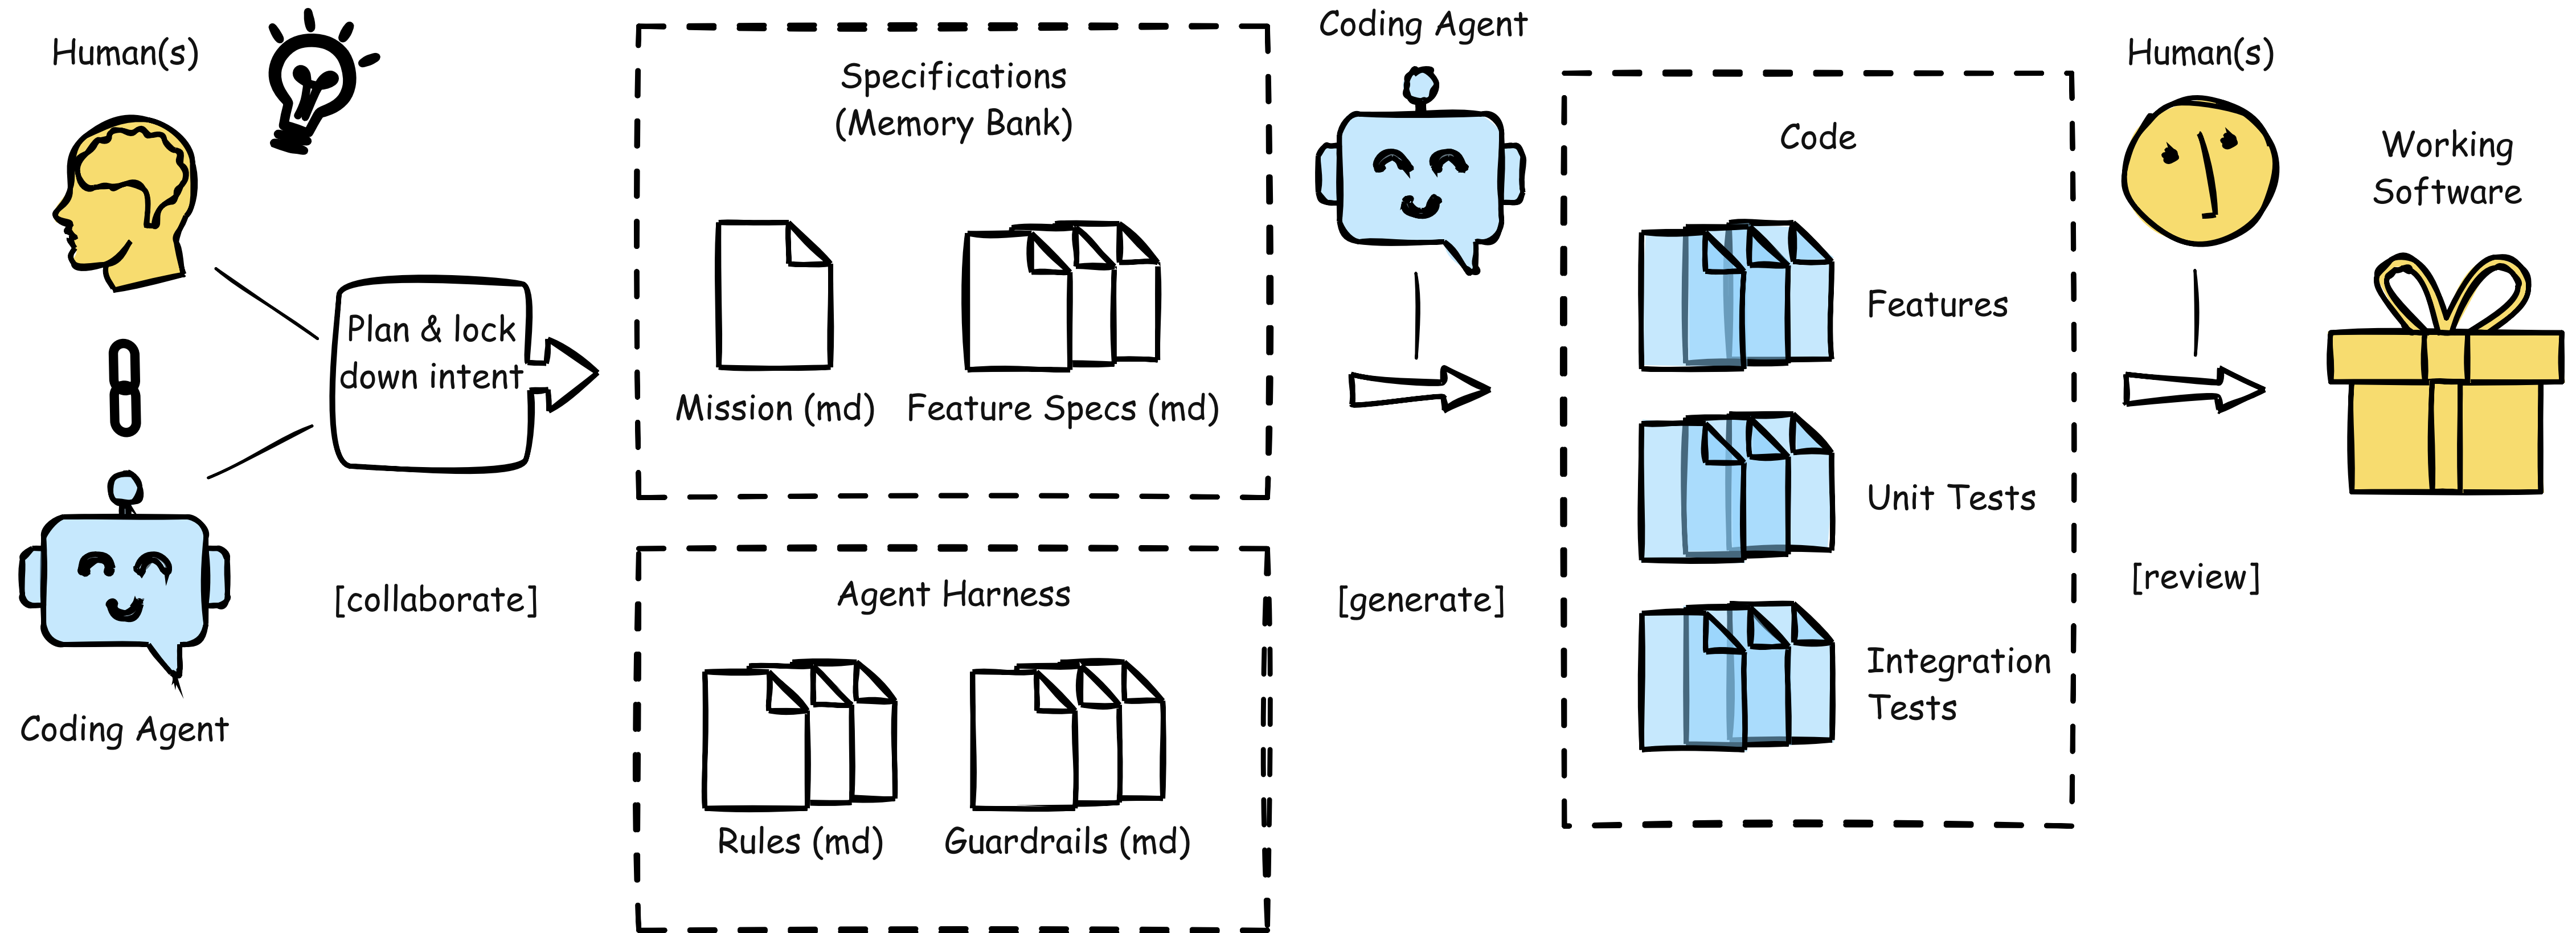 Human(s)
Plan & lock
down intent
Coding Agent
[collaborate]
Specifications
(Memory Bank)
Mission (md)
Feature Specs (md)
Agent Harness
Rules (md)
Guardrails (md)
Coding Agent
[generate]
Code
Features
Unit Tests
Integration
Tests
Human(s)
[review]
Working
Software